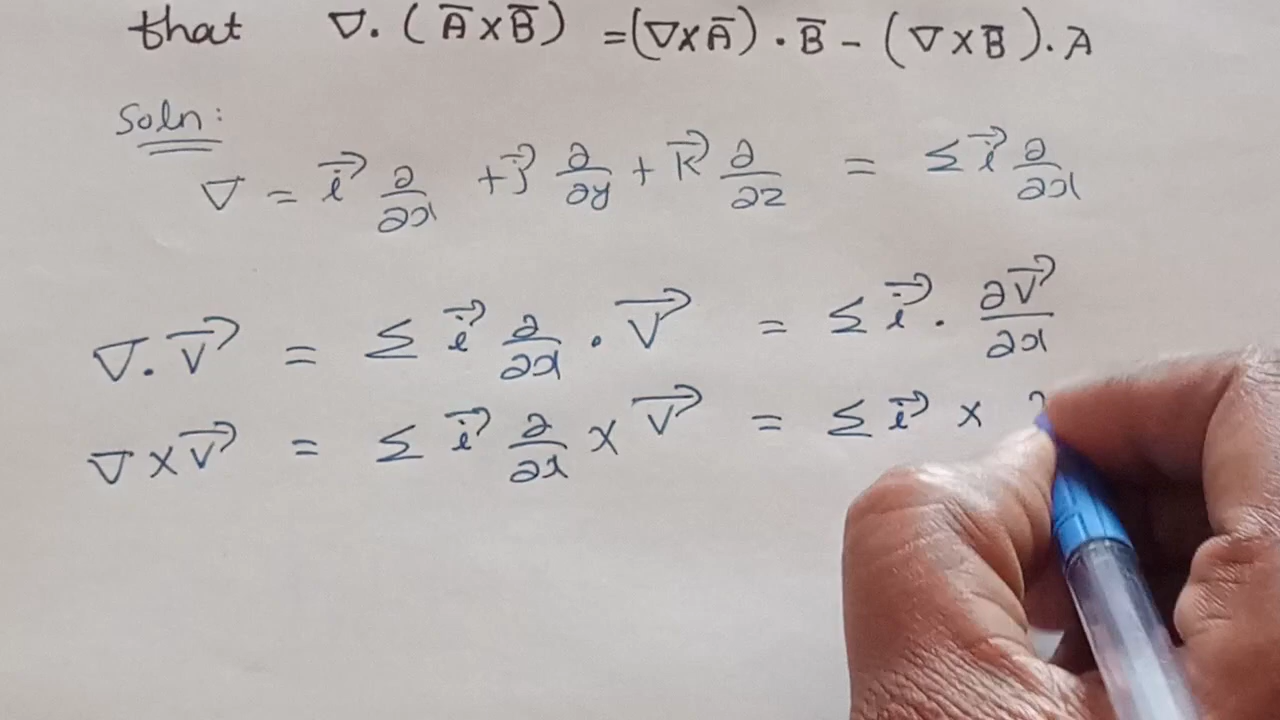 that ∇. (A̅×B̅) =(∇×A̅).B̅ - (∇×B̅).A
Soln:
∇ = i⃗ ∂/∂x + j⃗ ∂/∂y + k⃗ ∂/∂z = Σ i⃗ ∂/∂x
∇. V⃗ = Σ i⃗ ∂/∂x . V⃗ = Σ i⃗ . ∂V⃗/∂x
∇×V⃗ = Σ i⃗ ∂/∂x × V⃗ = Σ i⃗ ×